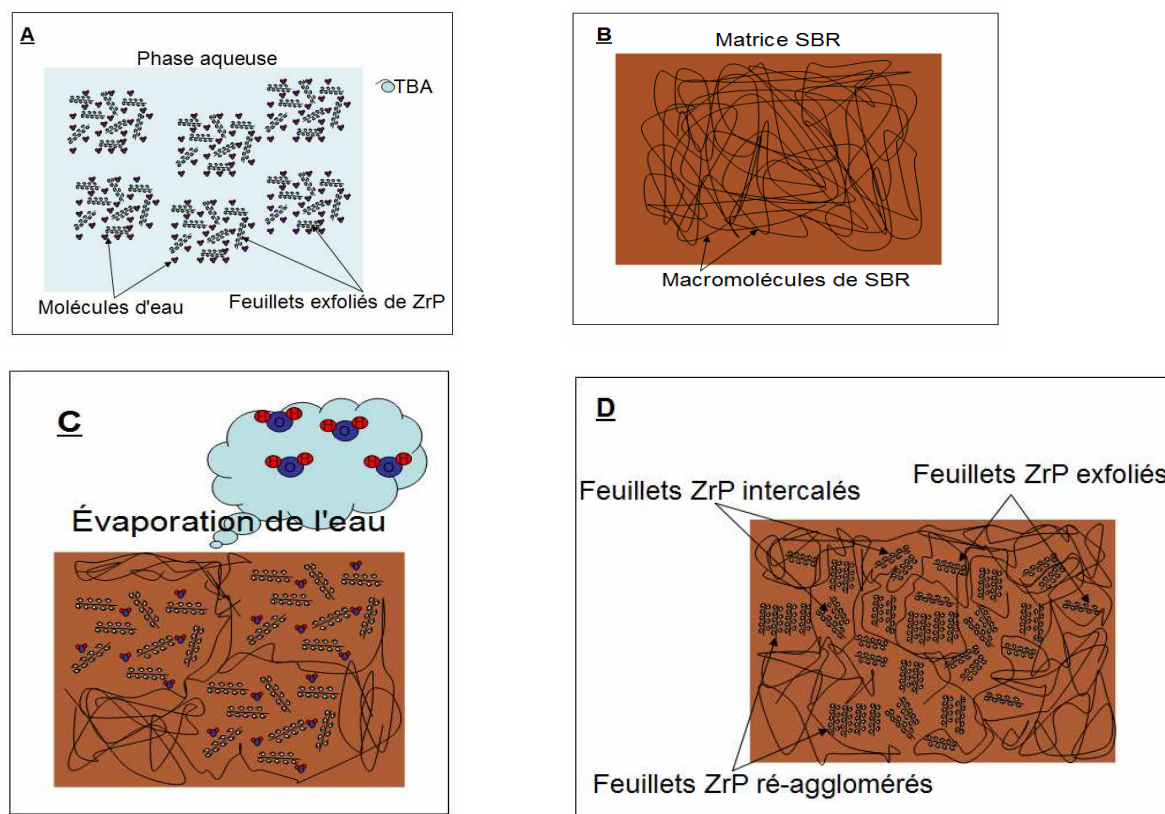 A
Phase aqueuse
TBA
Molécules d'eau
Feuillets exfoliés de ZrP
B
Matrice SBR
Macromolécules de SBR
C
H H
O
H H
O
H H
O
H H
O
Évaporation de l'eau
D
Feuillets ZrP intercalés
Feuillets ZrP exfoliés
Feuillets ZrP ré-agglomérés